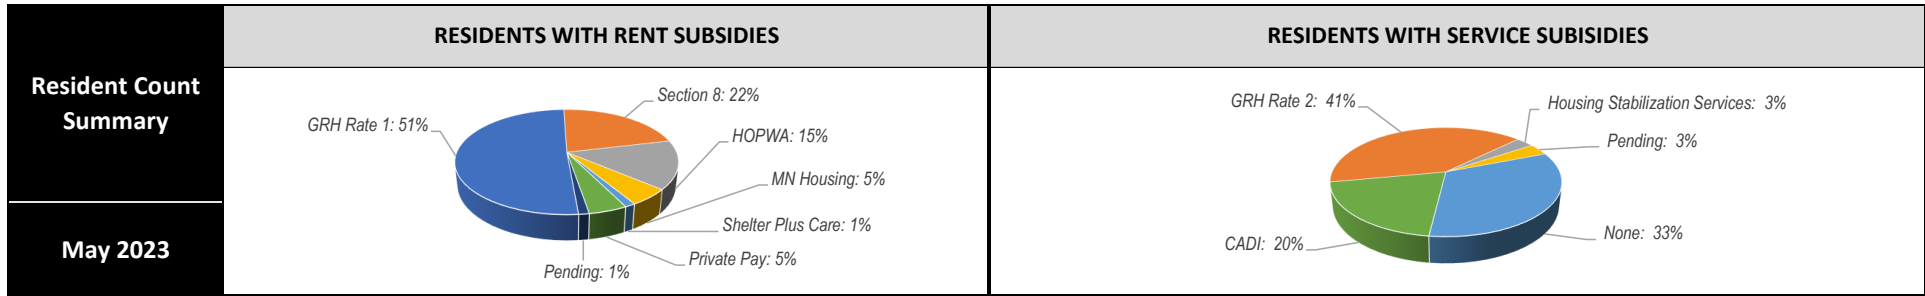 Resident Count
Summary
May 2023
RESIDENTS WITH RENT SUBSIDIES
GRH Rate 1: 51%
Section 8: 22%
HOPWA: 15%
MN Housing: 5%
Shelter Plus Care: 1%
Private Pay: 5%
Pending: 1%
RESIDENTS WITH SERVICE SUBISIDIES
GRH Rate 2: 41%
Housing Stabilization Services: 3%
Pending: 3%
None: 33%
CADI: 20%